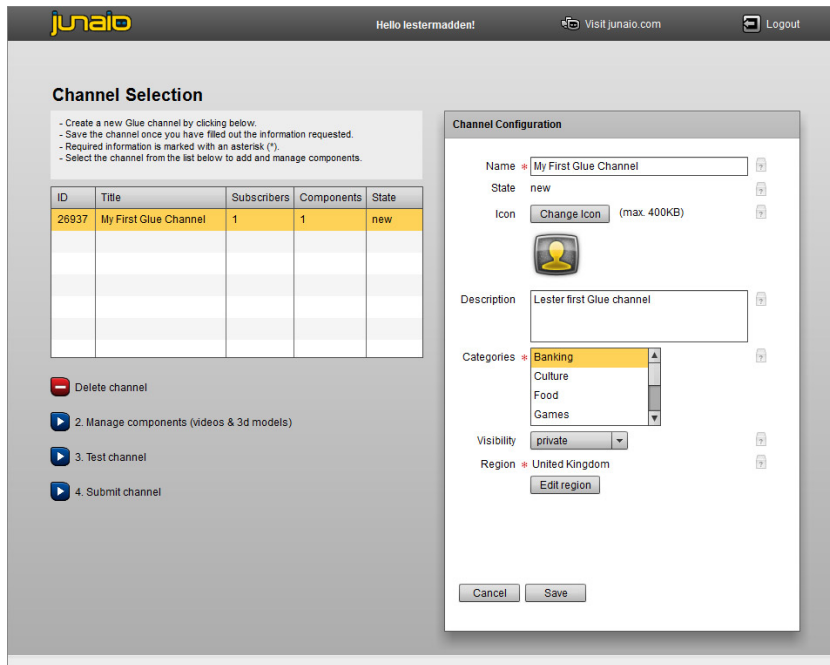 junaio
Hello lestermadden!
Visit junaio.com
Logout
Channel Selection
- Create a new Glue channel by clicking below.
- Save the channel once you have filled out the information requested.
- Required information is marked with an asterisk (*).
- Select the channel from the list below to add and manage components.
ID Title Subscribers Components State
26937 My First Glue Channel 1 1 new
Delete channel
2. Manage components (videos & 3d models)
3. Test channel
4. Submit channel
Channel Configuration
Name * My First Glue Channel ?
State new ?
Icon Change Icon (max. 400KB) ?
Description Lester first Glue channel ?
Categories * Banking ?
Culture
Food
Games
Visibility private ?
Region * United Kingdom ?
Edit region
Cancel Save